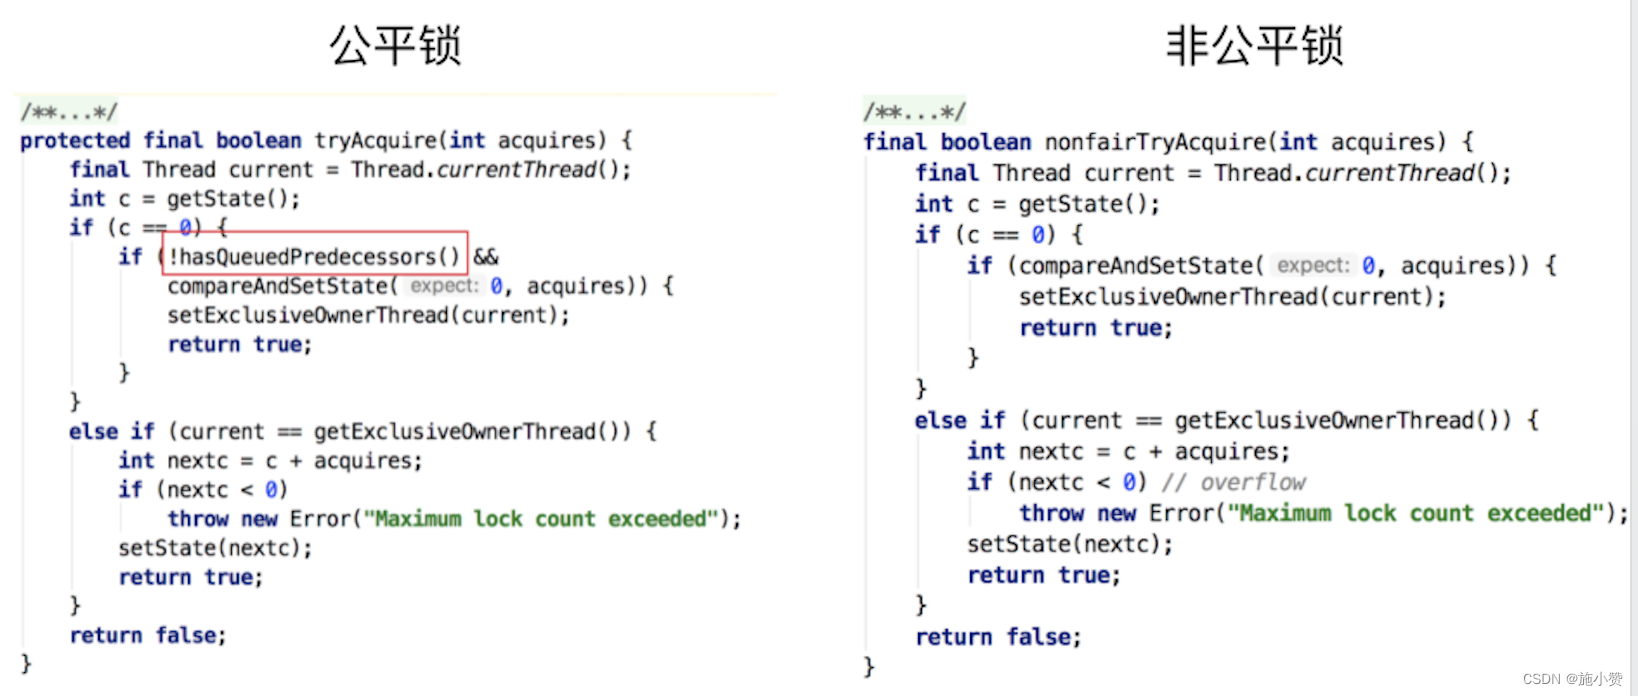 公平锁
/**...*/
protected final boolean tryAcquire(int acquires) {
    final Thread current = Thread.currentThread();
    int c = getState();
    if (c == 0) {
        if (!hasQueuedPredecessors() &&
            compareAndSetState( expect: 0, acquires)) {
            setExclusiveOwnerThread(current);
            return true;
        }
    }
    else if (current == getExclusiveOwnerThread()) {
        int nextc = c + acquires;
        if (nextc < 0)
            throw new Error("Maximum lock count exceeded");
        setState(nextc);
        return true;
    }
    return false;
}
非公平锁
/**...*/
final boolean nonfairTryAcquire(int acquires) {
    final Thread current = Thread.currentThread();
    int c = getState();
    if (c == 0) {
        if (compareAndSetState( expect: 0, acquires)) {
            setExclusiveOwnerThread(current);
            return true;
        }
    }
    else if (current == getExclusiveOwnerThread()) {
        int nextc = c + acquires;
        if (nextc < 0) // overflow
            throw new Error("Maximum lock count exceeded");
        setState(nextc);
        return true;
    }
    return false;
}
CSDN @施小赞